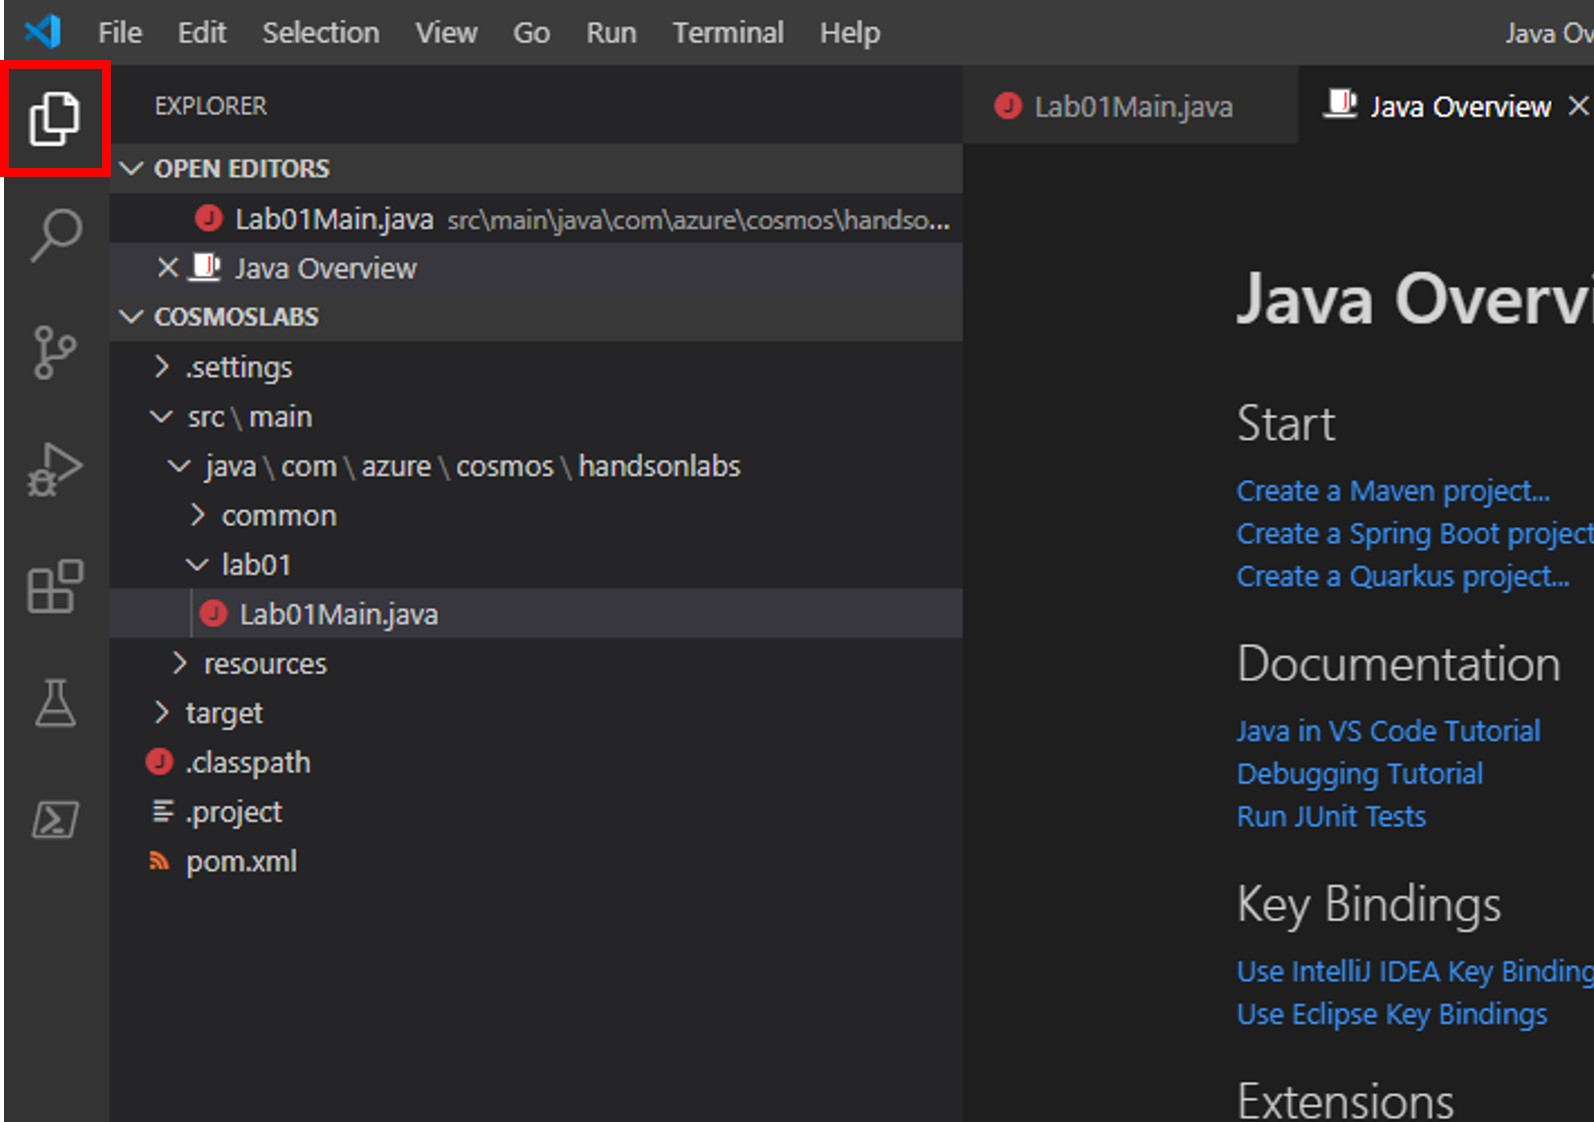 File Edit Selection View Go Run Terminal Help Java Ov
EXPLORER
OPEN EDITORS
Lab01Main.java src\main\java\com\azure\cosmos\handso...
Java Overview
COSMOSLABS
.settings
src \ main
java \ com \ azure \ cosmos \ handsonlabs
common
lab01
Lab01Main.java
resources
target
.classpath
.project
pom.xml
Lab01Main.java
Java Overview
Java Overvi
Start
Create a Maven project...
Create a Spring Boot project
Create a Quarkus project...
Documentation
Java in VS Code Tutorial
Debugging Tutorial
Run JUnit Tests
Key Bindings
Use IntelliJ IDEA Key Binding
Use Eclipse Key Bindings
Extensions